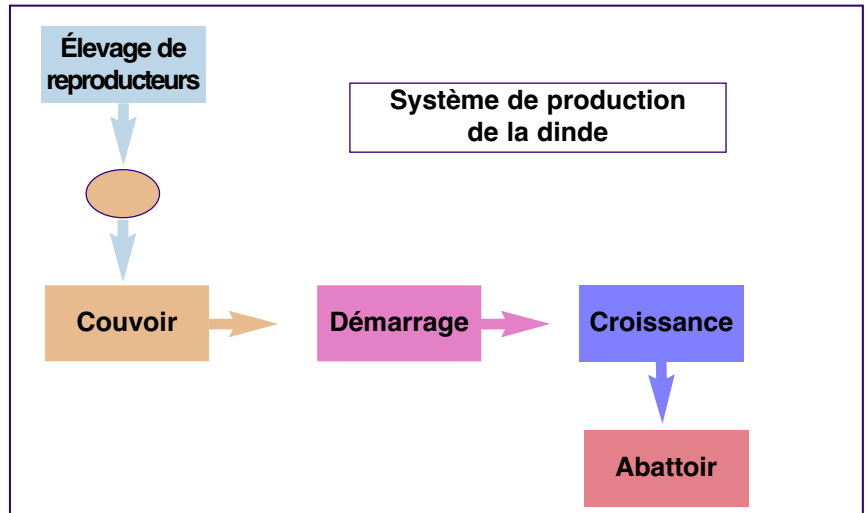 Élevage de
reproducteurs
Système de production
de la dinde
Couvoir
Démarrage
Croissance
Abattoir